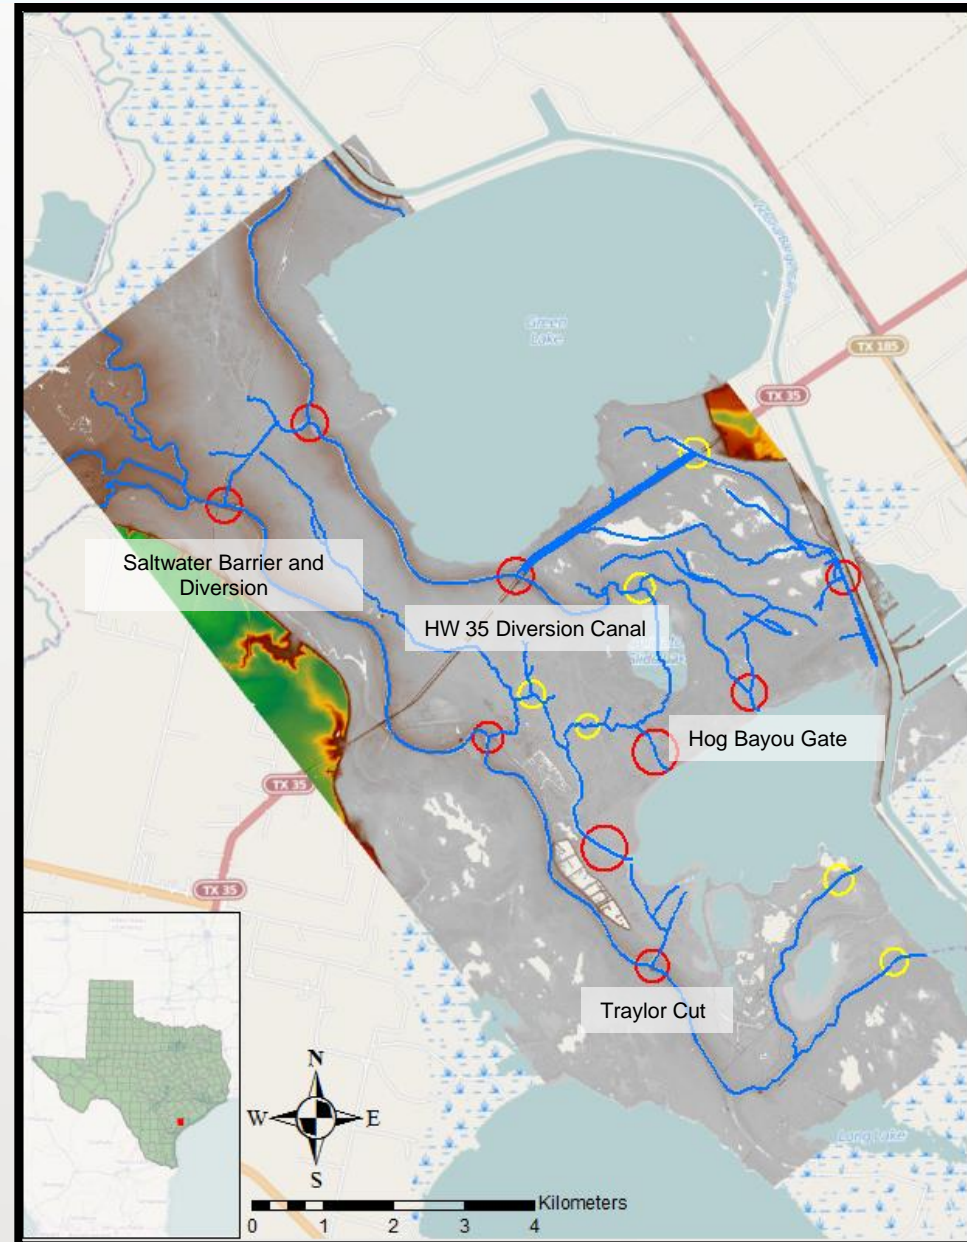 Green
Lake
TX 185
TX 35
Saltwater Barrier and
Diversion
HW 35 Diversion Canal
Hog Bayou Gate
TX 35
TX 35
Traylor Cut
Long Lake
N
W
E
S
Kilometers
0 1 2 3 4